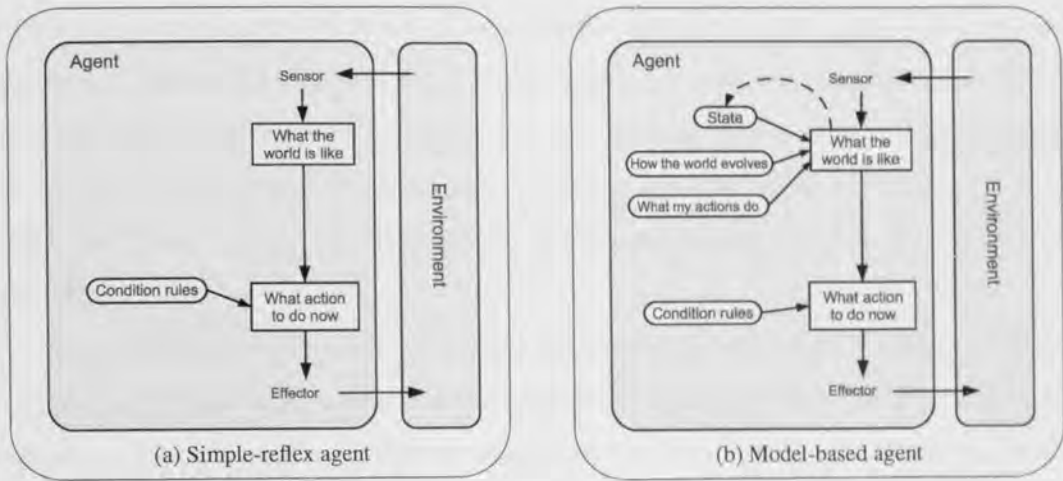 Agent
Sensor
What the
world is like
Condition rules
What action
to do now
Effector
Environment
(a) Simple-reflex agent
Agent
Sensor
State
What the
world is like
How the world evolves
What my actions do
Condition rules
What action
to do now
Effector
Environment
(b) Model-based agent